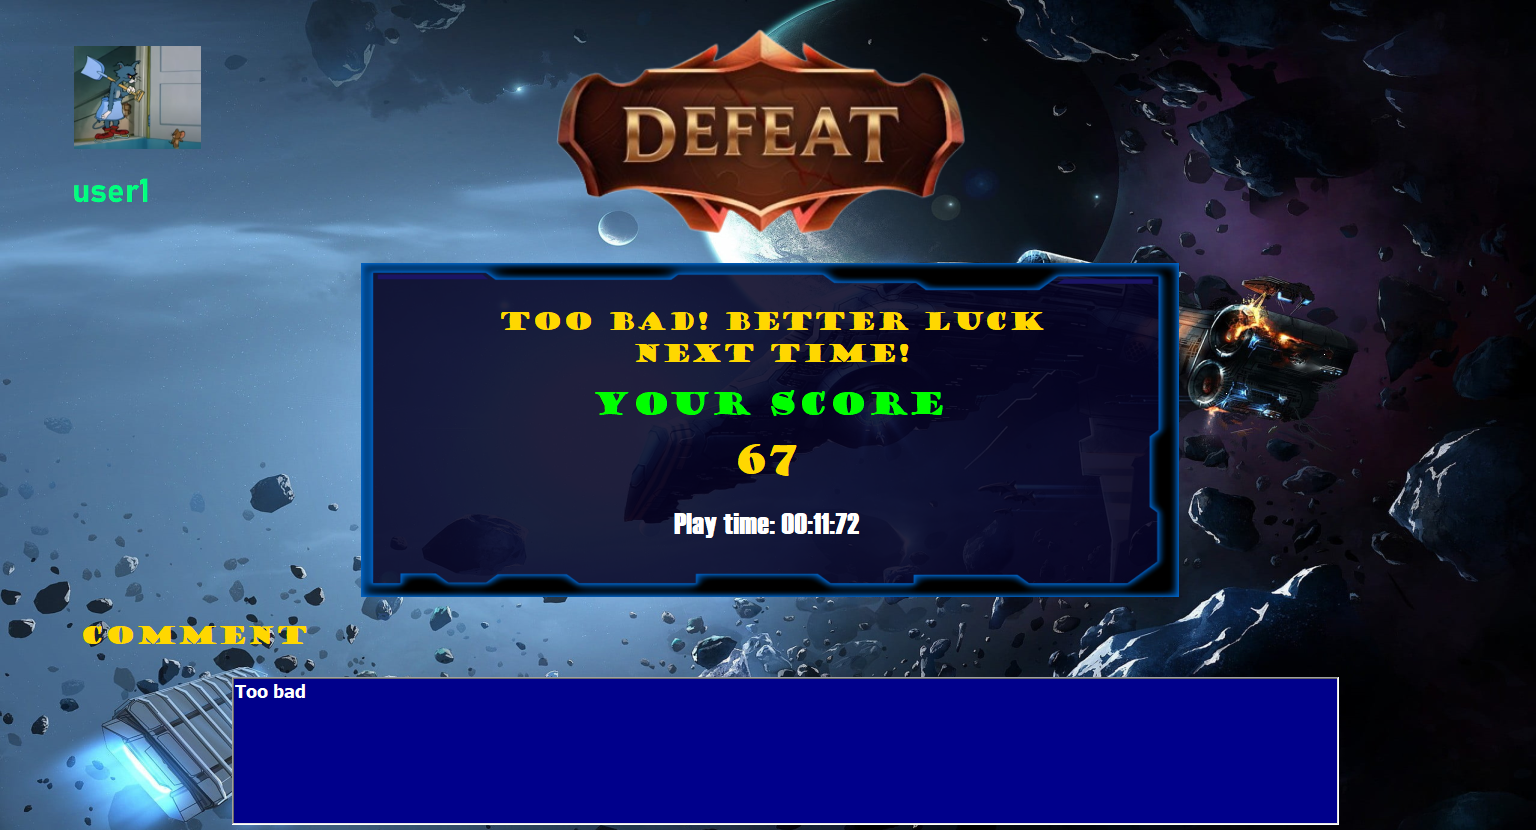 DEFEAT
user1
TOO BAD! BETTER LUCK
NEXT TIME!
YOUR SCORE
67
Play time: 00:11:72
COMMENT
Too bad